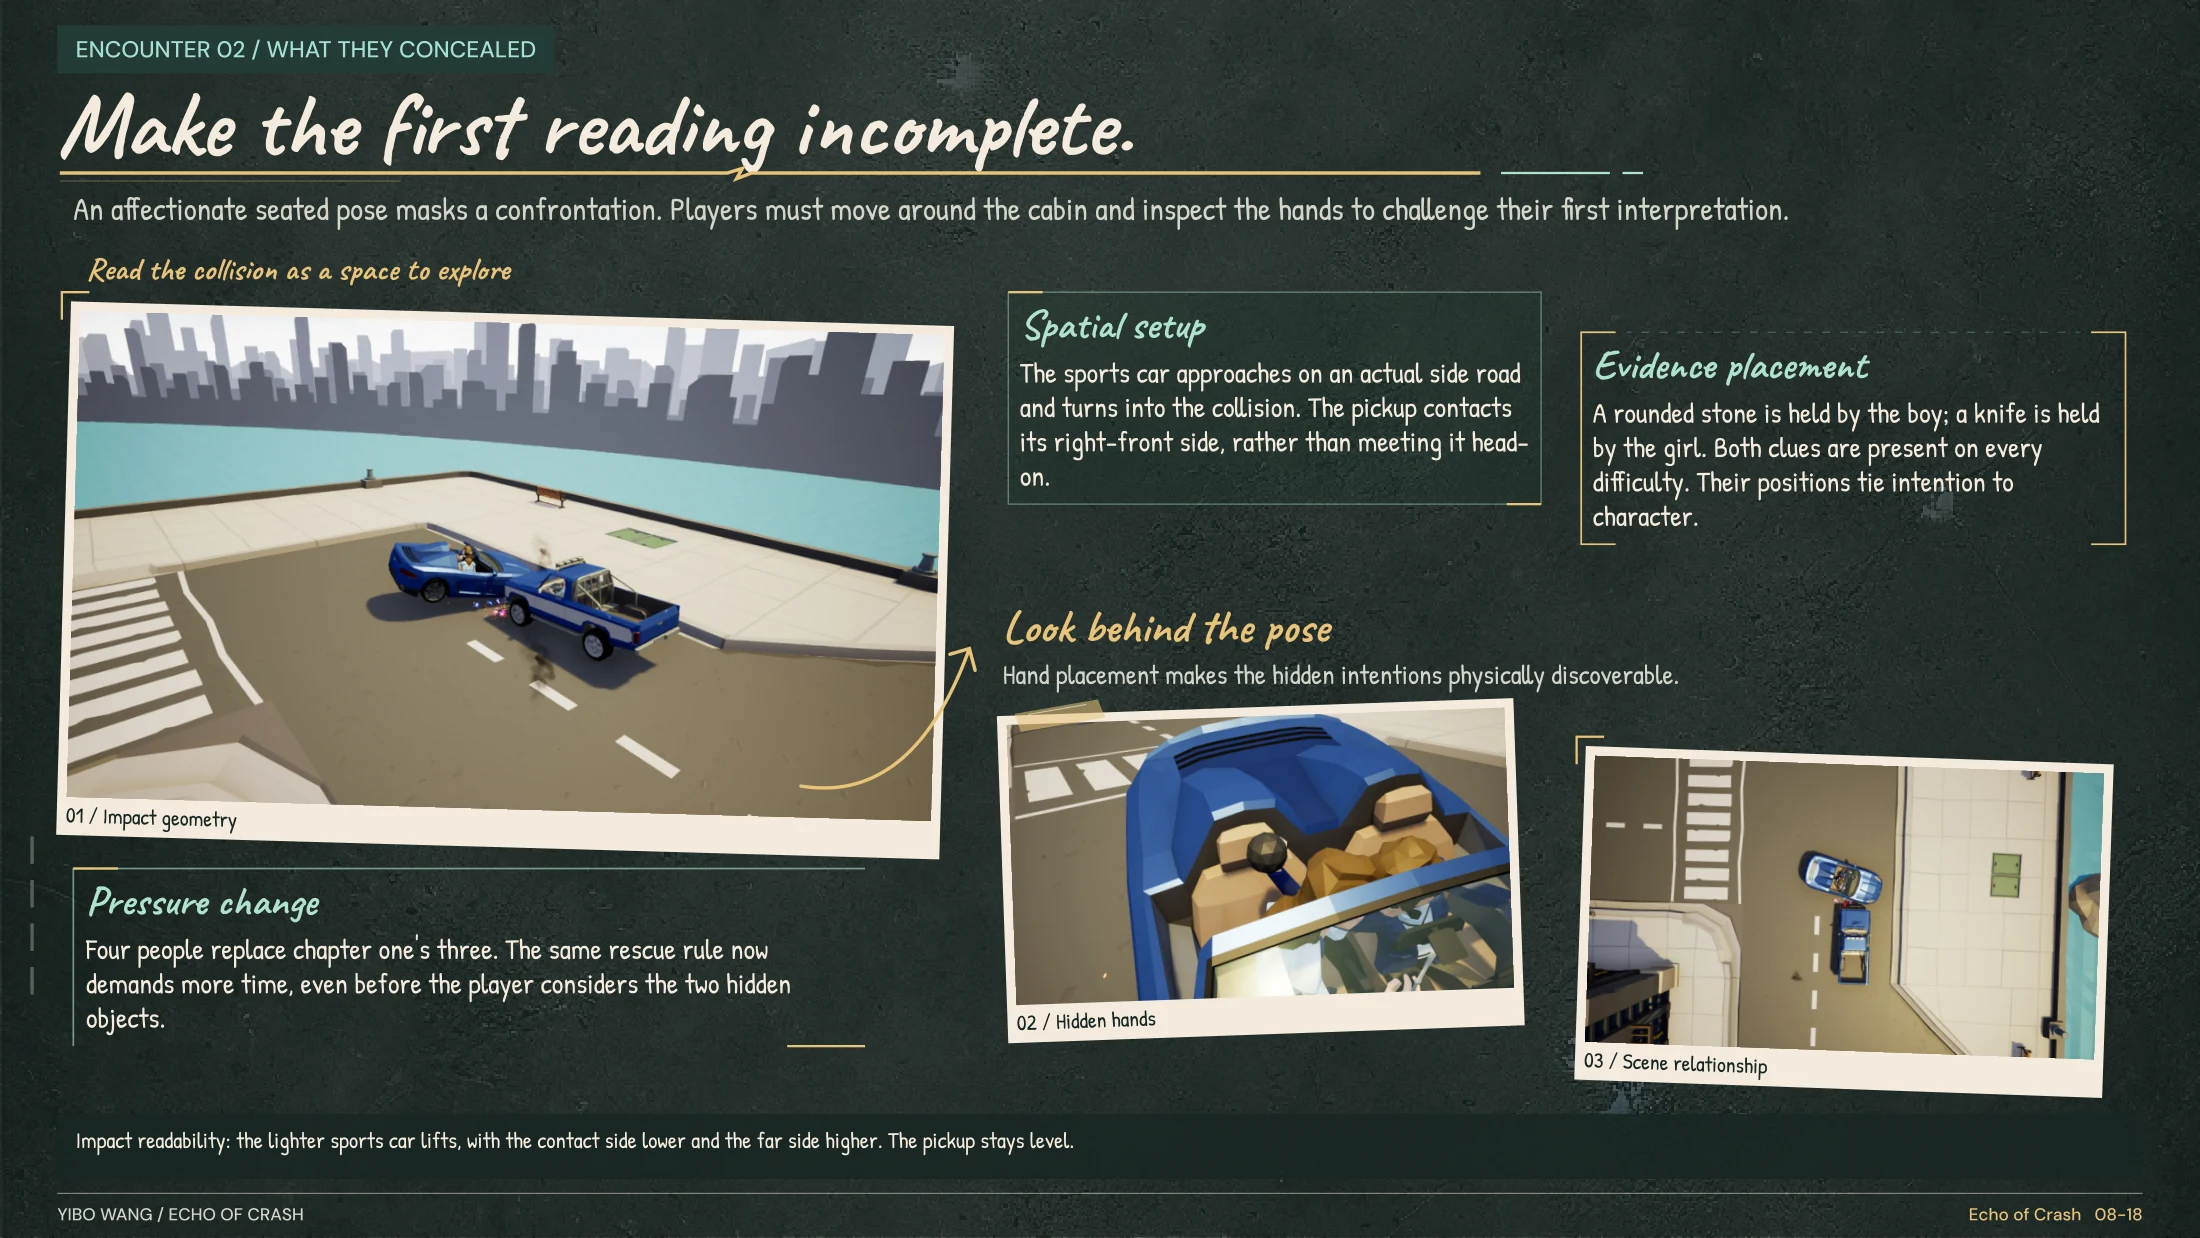 ENCOUNTER 02 / WHAT THEY CONCEALED
Make the first reading incomplete.
An affectionate seated pose masks a confrontation. Players must move around the cabin and inspect the hands to challenge their first interpretation.
Read the collision as a space to explore
01 / Impact geometry
Spatial setup
The sports car approaches on an actual side road
and turns into the collision. The pickup contacts
its right-front side, rather than meeting it head-
on.
Evidence placement
A rounded stone is held by the boy; a knife is held
by the girl. Both clues are present on every
difficulty. Their positions tie intention to
character.
Look behind the pose
Hand placement makes the hidden intentions physically discoverable.
02 / Hidden hands
03 / Scene relationship
Pressure change
Four people replace chapter one's three. The same rescue rule now
demands more time, even before the player considers the two hidden
objects.
Impact readability: the lighter sports car lifts, with the contact side lower and the far side higher. The pickup stays level.
YIBO WANG / ECHO OF CRASH
Echo of Crash 08-18